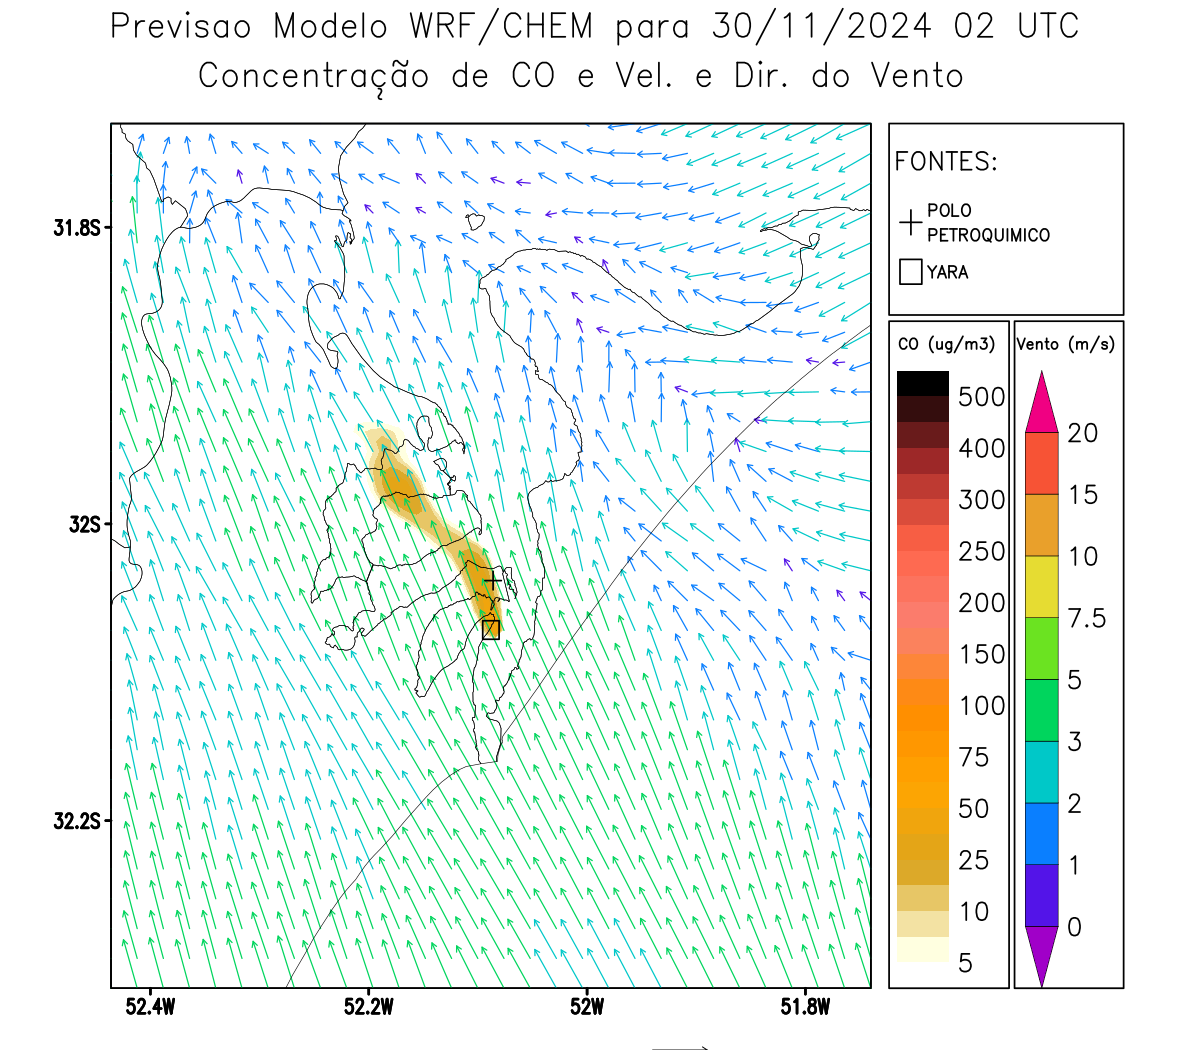 Previsao Modelo WRF/CHEM para 30/11/2024 02 UTC
Concentração de CO e Vel. e Dir. do Vento
FONTES:
POLO
PETROQUIMICO
YARA
31.8S
32S
32.2S
52.4W
52.2W
52W
51.8W
CO (ug/m3)
500
400
300
250
200
150
100
75
50
25
10
5
Vento (m/s)
20
15
10
7.5
5
3
2
1
0